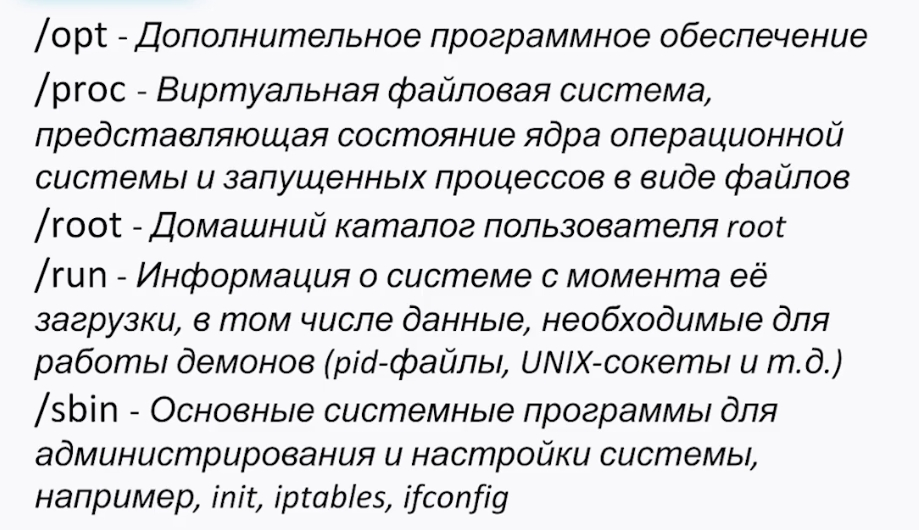 /opt - Дополнительное программное обеспечение
/proc - Виртуальная файловая система,
представляющая состояние ядра операционной
системы и запущенных процессов в виде файлов
/root - Домашний каталог пользователя root
/run - Информация о системе с момента её
загрузки, в том числе данные, необходимые для
работы демонов (pid-файлы, UNIX-сокеты и т.д.)
/sbin - Основные системные программы для
администрирования и настройки системы,
например, init, iptables, ifconfig